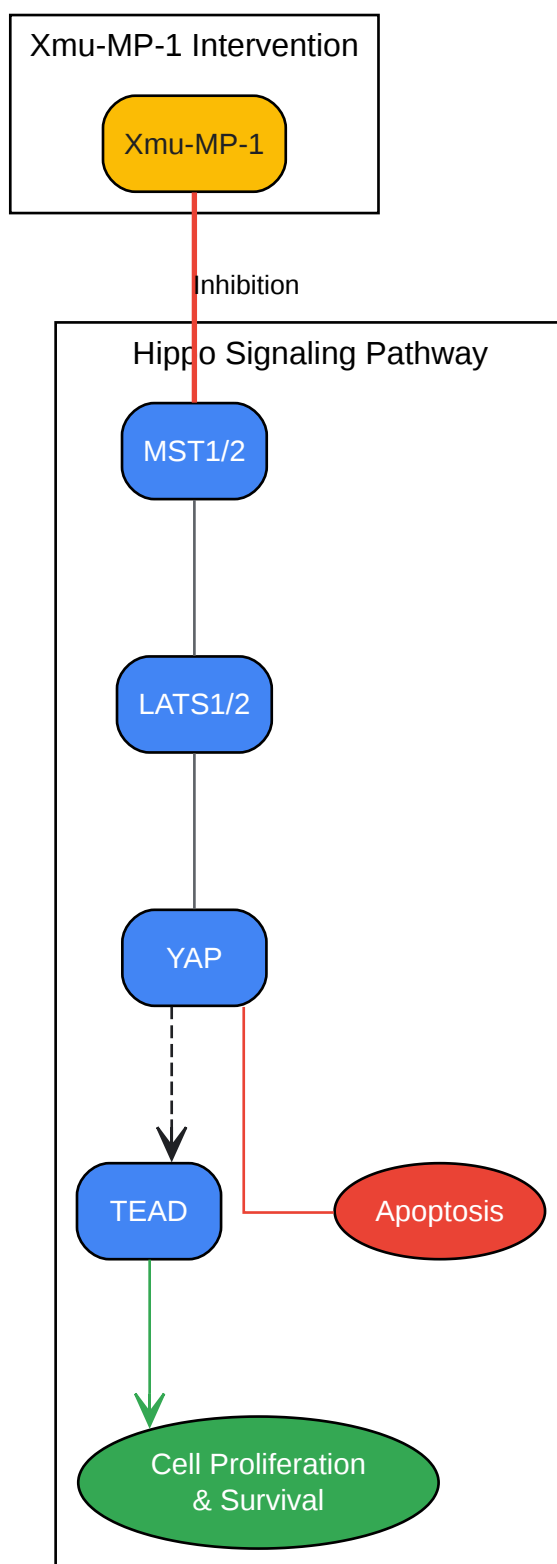 Xmu-MP-1 Intervention
Xmu-MP-1
Inhibition
Hippo Signaling Pathway
MST1/2
LATS1/2
YAP
TEAD
Apoptosis
Cell Proliferation
& Survival